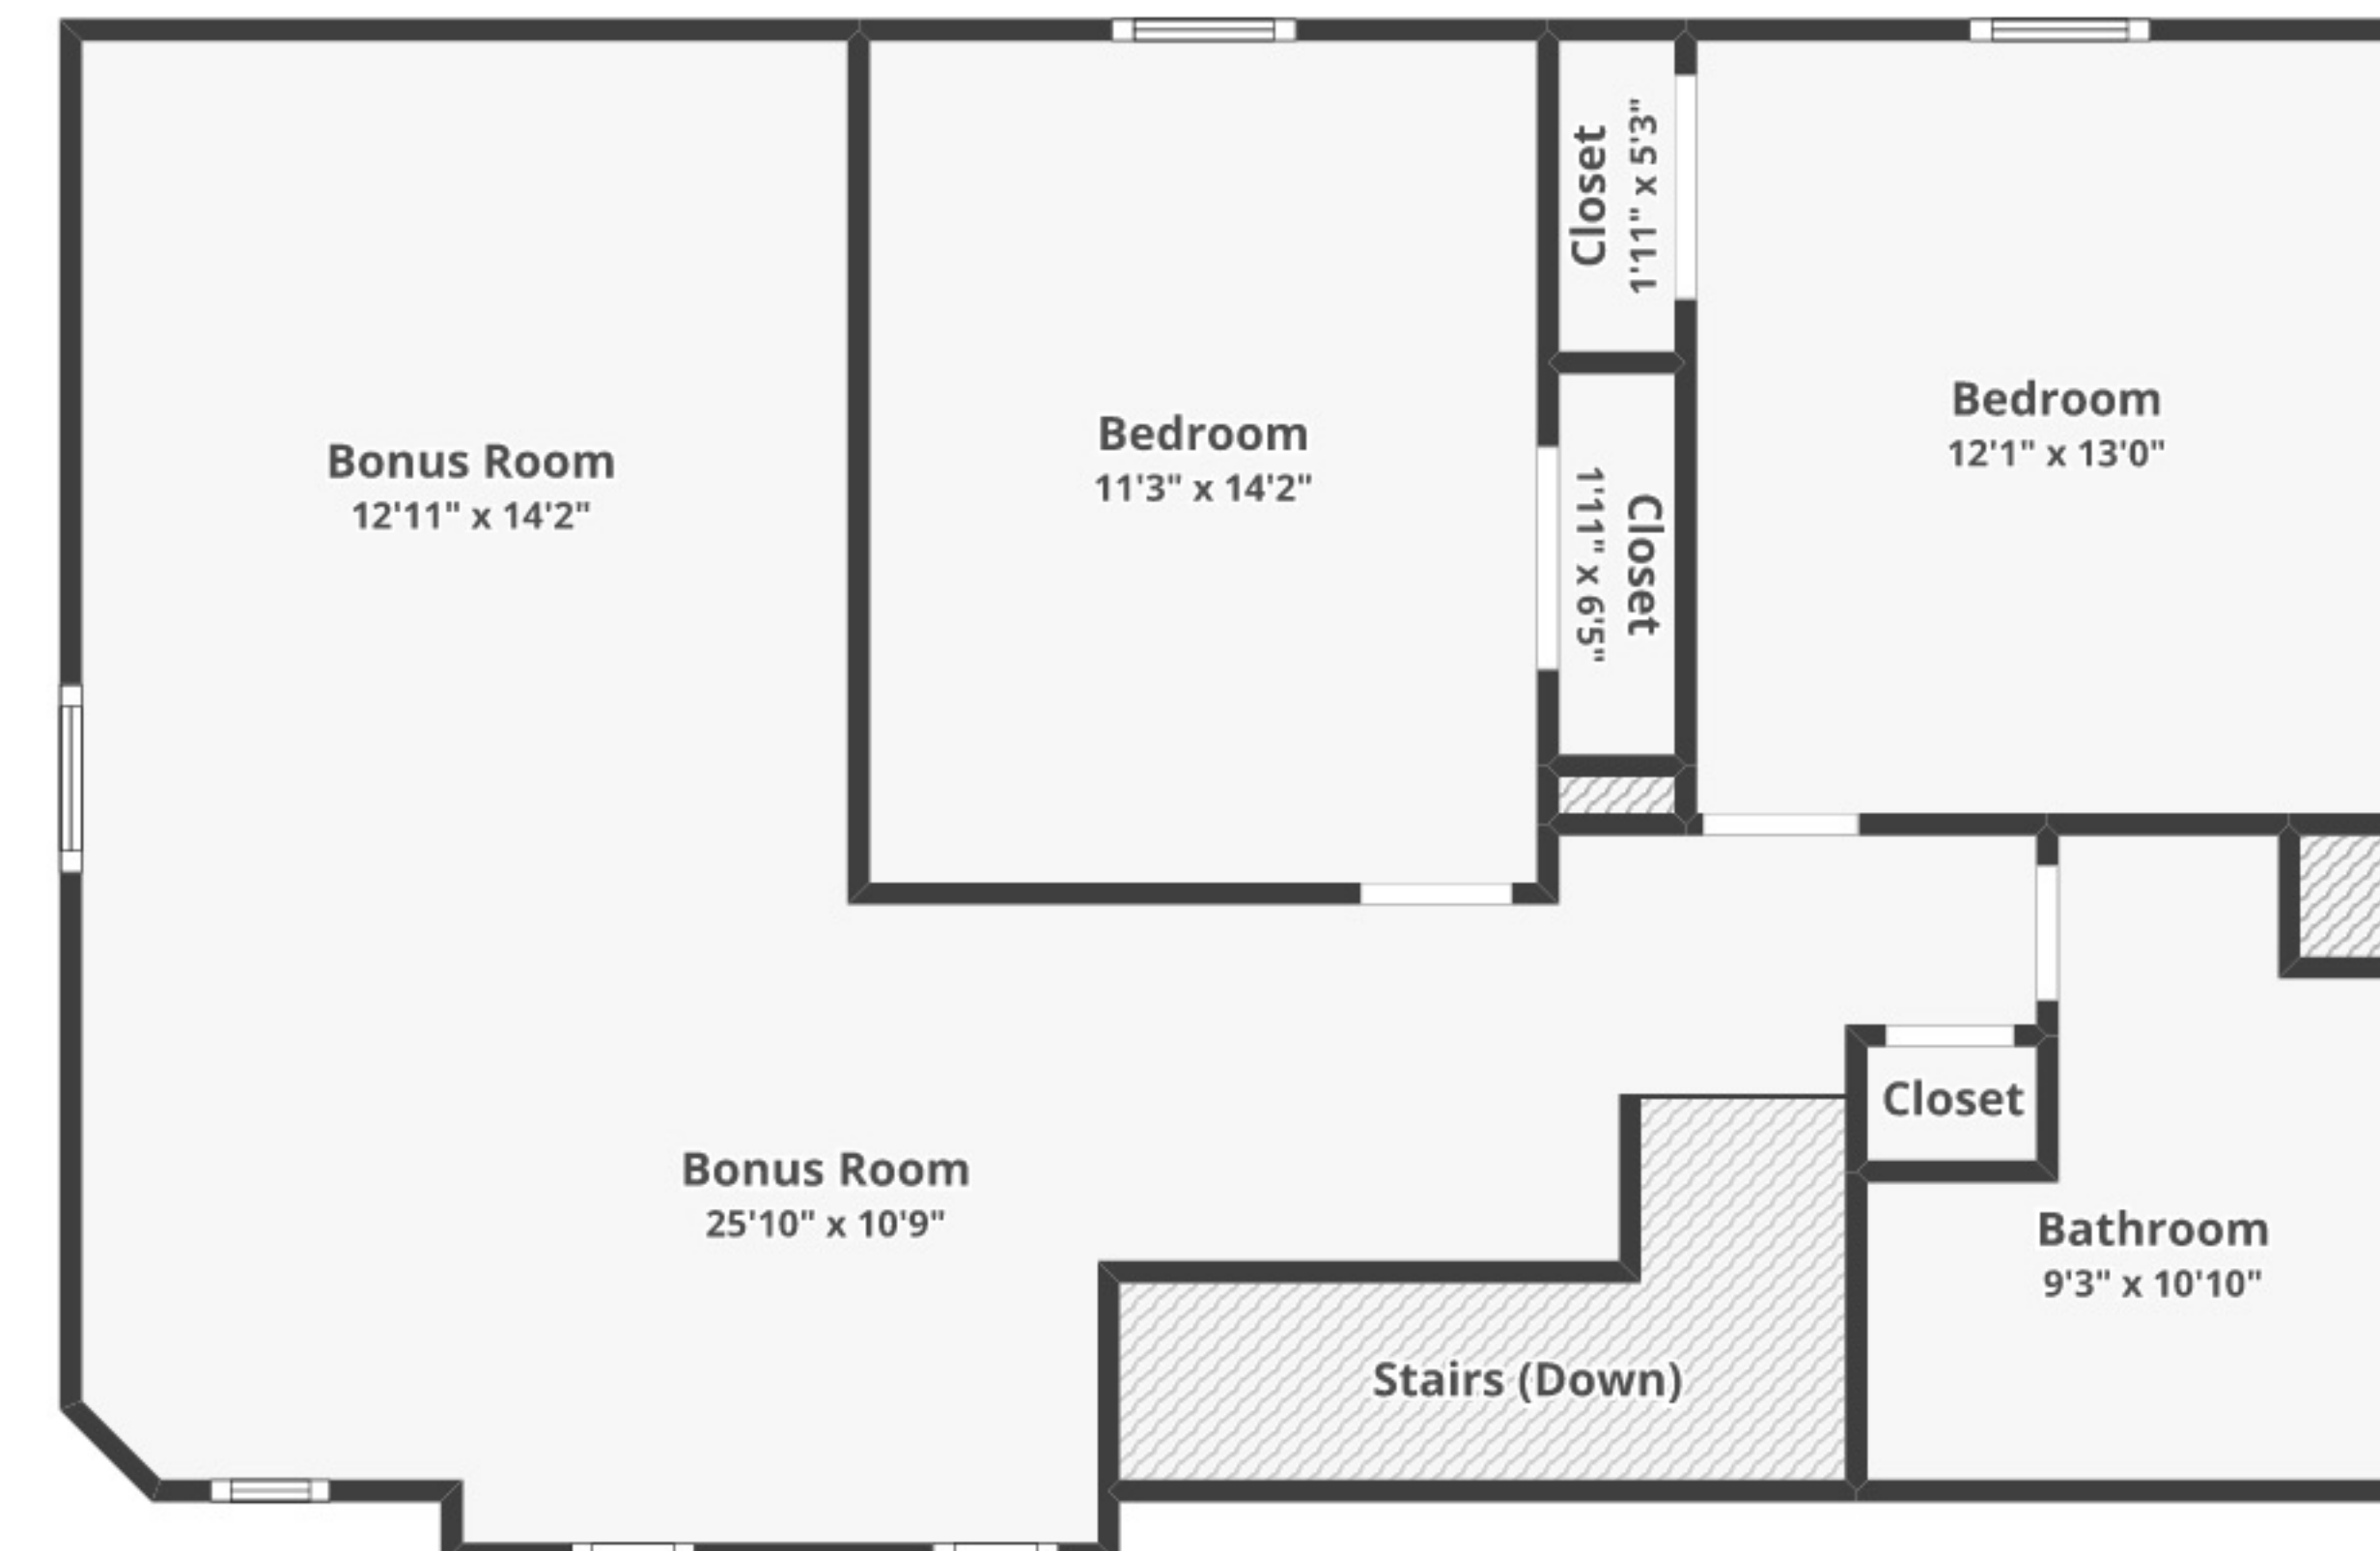 Closet
1'11" x 5'3"
Bedroom
12'1" x 13'0"
Bedroom
11'3" x 14'2"
Bonus Room
12'11" x 14'2"
Closet
1'11" x 6'5"
Closet
Bonus Room
25'10" x 10'9"
Bathroom
9'3" x 10'10"
Stairs (Down)